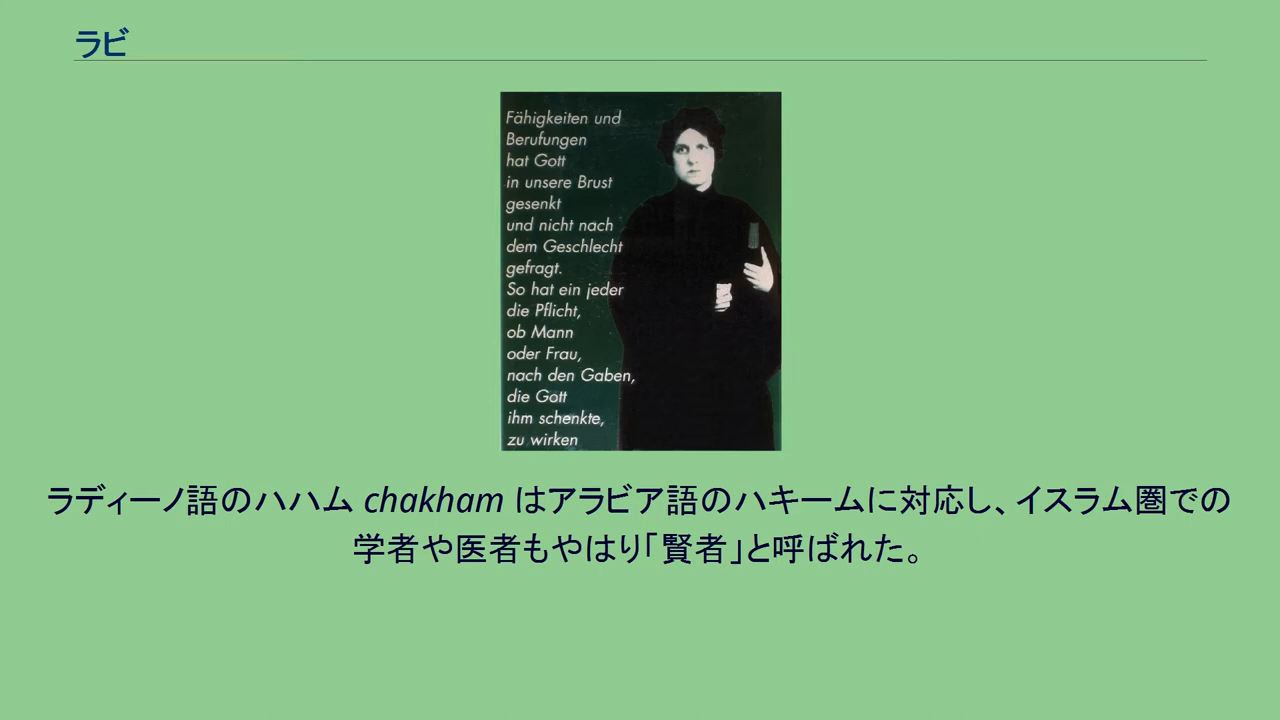 ラビ
Fähigkeiten und
Berufungen
hat Gott
in unsere Brust
gesenkt
und nicht nach
dem Geschlecht
gefragt.
So hat ein jeder
die Pflicht,
ob Mann
oder Frau,
nach den Gaben,
die Gott
ihm schenkte,
zu wirken
ラディーノ語のハハム chakham はアラビア語のハキームに対応し、イスラム圏での
学者や医者もやはり「賢者」と呼ばれた。